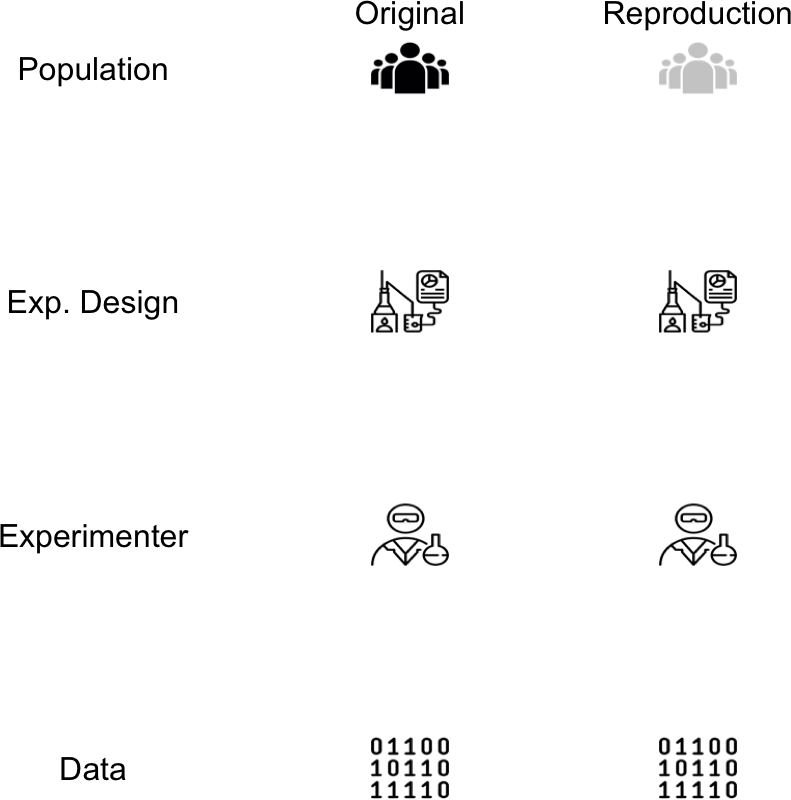 Original Reproduction
Population
Exp. Design
Experimenter
Data
01100 01100
10110 10110
11110 11110